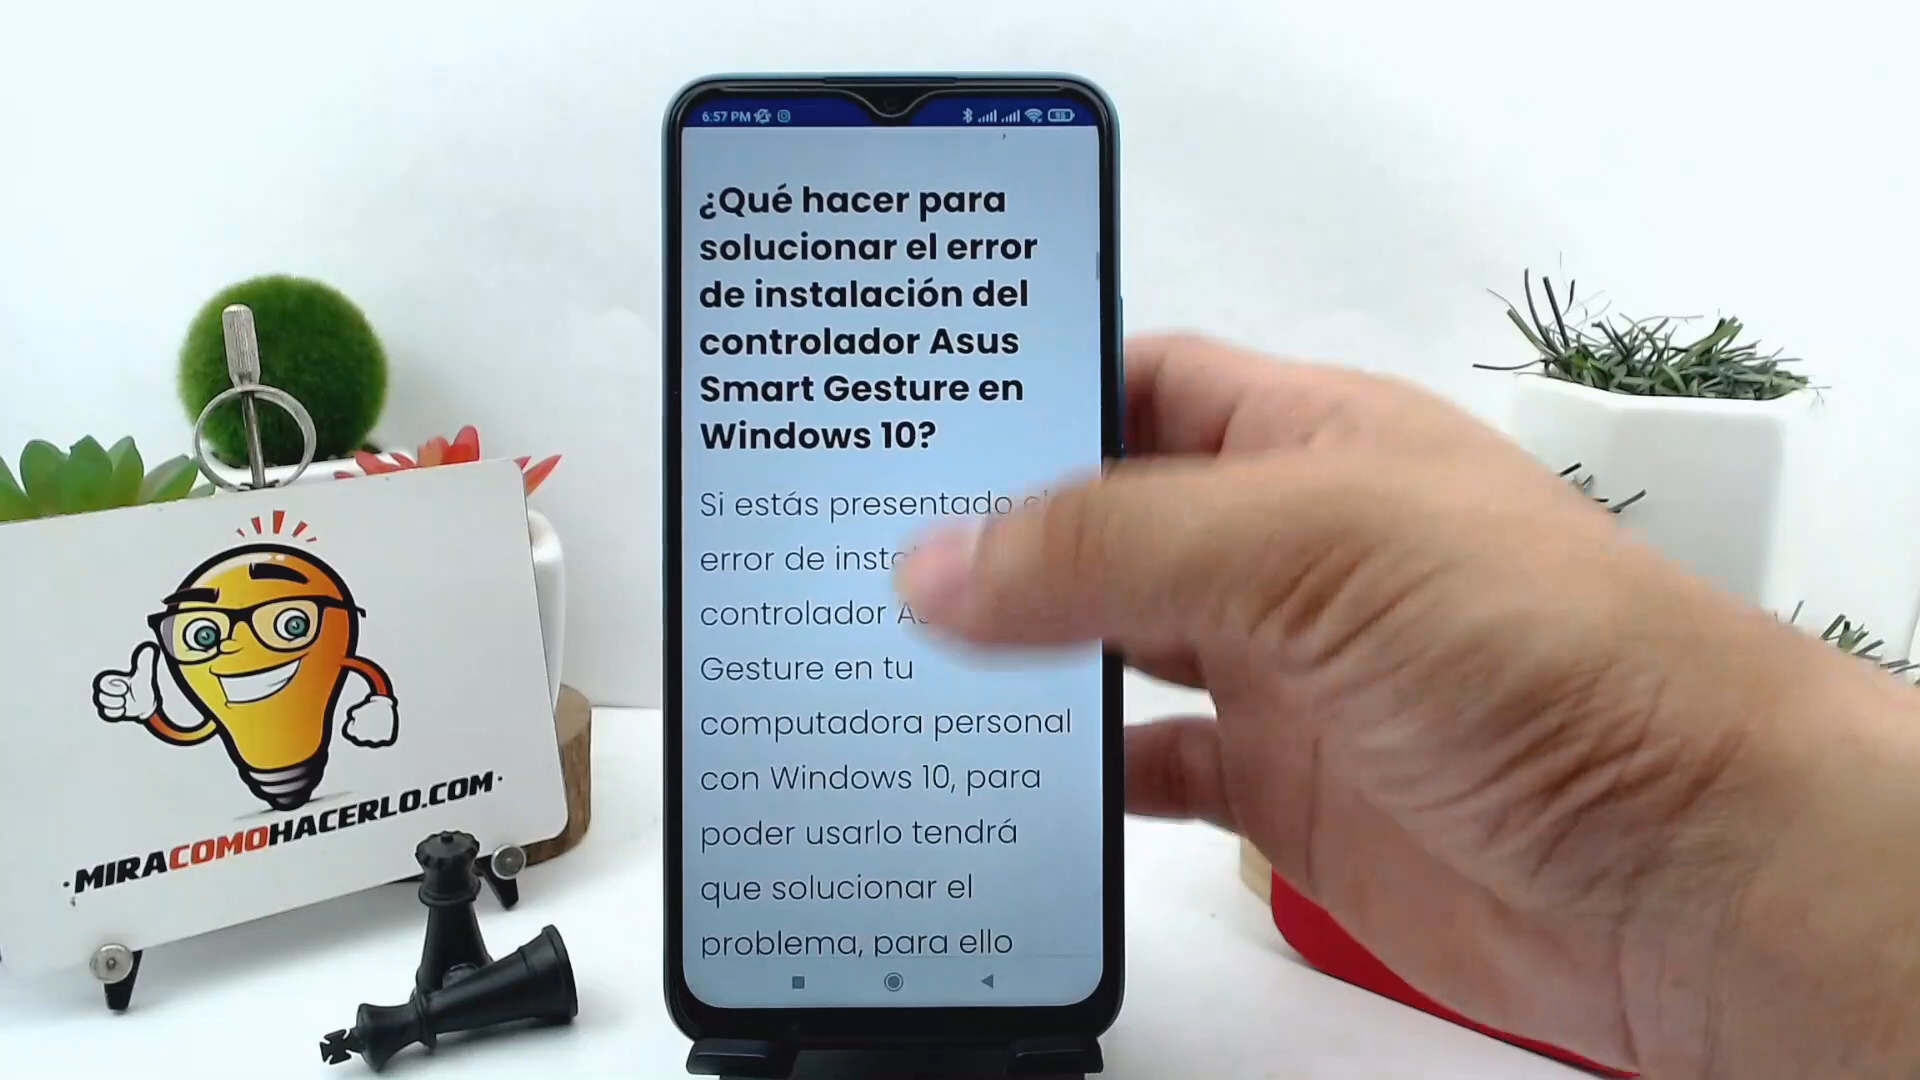 6:57 PM
¿Qué hacer para
solucionar el error
de instalación del
controlador Asus
Smart Gesture en
Windows 10?
Si estás presentado
error de
controlador
Gesture en tu
computadora personal
con Windows 10, para
poder usarlo tendrá
que solucionar el
problema, para ello
·MIRACOMOHACERLO.COM·